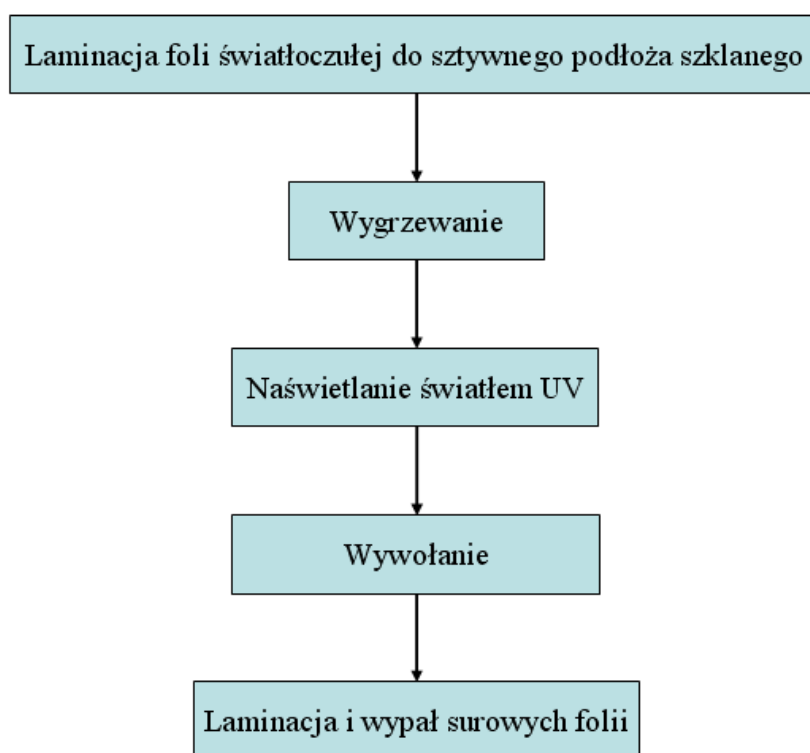 Laminacja foli światłoczułej do sztywnego podłoża szklanego
Wygrzewanie
Naświetlanie światłem UV
Wywołanie
Laminacja i wypał surowych folii